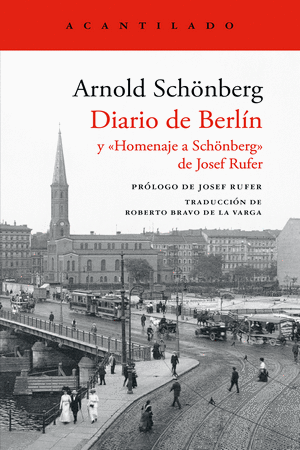 ACANTILADO
Arnold Schönberg
Diario de Berlín
y «Homenaje a Schönberg»
de Josef Rufer
PRÓLOGO DE JOSEF RUFER
TRADUCCIÓN DE
ROBERTO BRAVO DE LA VARGA